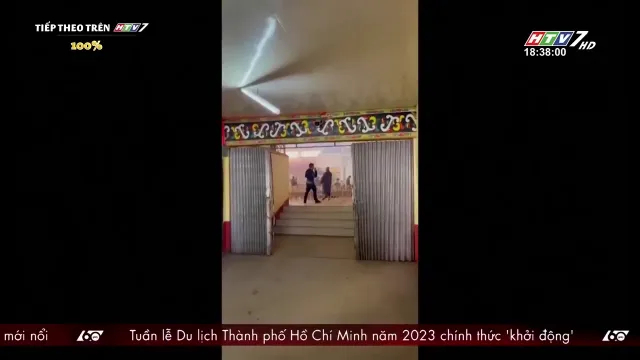 TIẾP THEO TRÊN HTV7
100%
HTV7 HD
18:38:00
mới nổi 60 Tuần lễ Du lịch Thành phố Hồ Chí Minh năm 2023 chính thức 'khởi động' 60